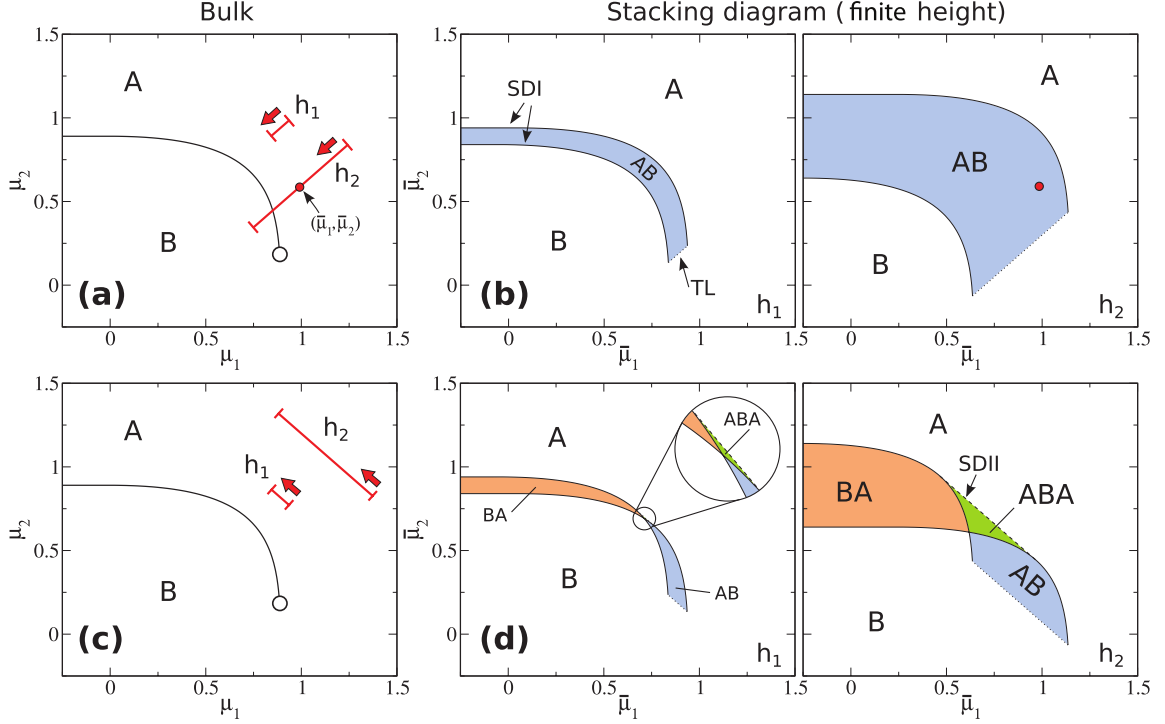 Bulk
Stacking diagram ( finite height)
1.5
1
0.5
0
μ2
A
B
h1
h2
(μ̄1,μ̄2)
(a)
0
0.5
1
1.5
μ1
1.5
1
0.5
0
μ̄2
SDI
A
AB
B
TL
(b)
h1
0
0.5
1
1.5
μ̄1
A
AB
B
h2
0
0.5
1
1.5
μ̄1
1.5
1
0.5
0
μ2
A
B
h1
h2
(c)
0
0.5
1
1.5
μ1
1.5
1
0.5
0
μ̄2
A
ABA
BA
B
AB
(d)
h1
0
0.5
1
1.5
μ̄1
A
SDII
BA
ABA
AB
B
h2
0
0.5
1
1.5
μ̄1